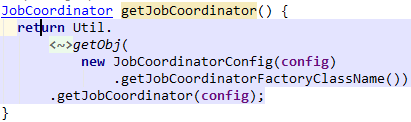 JobCoordinator getJobCoordinator() {
return Util.
<~>getObj(
new JobCoordinatorConfig(config)
.getJobCoordinatorFactoryClassName())
.getJobCoordinator(config);
}